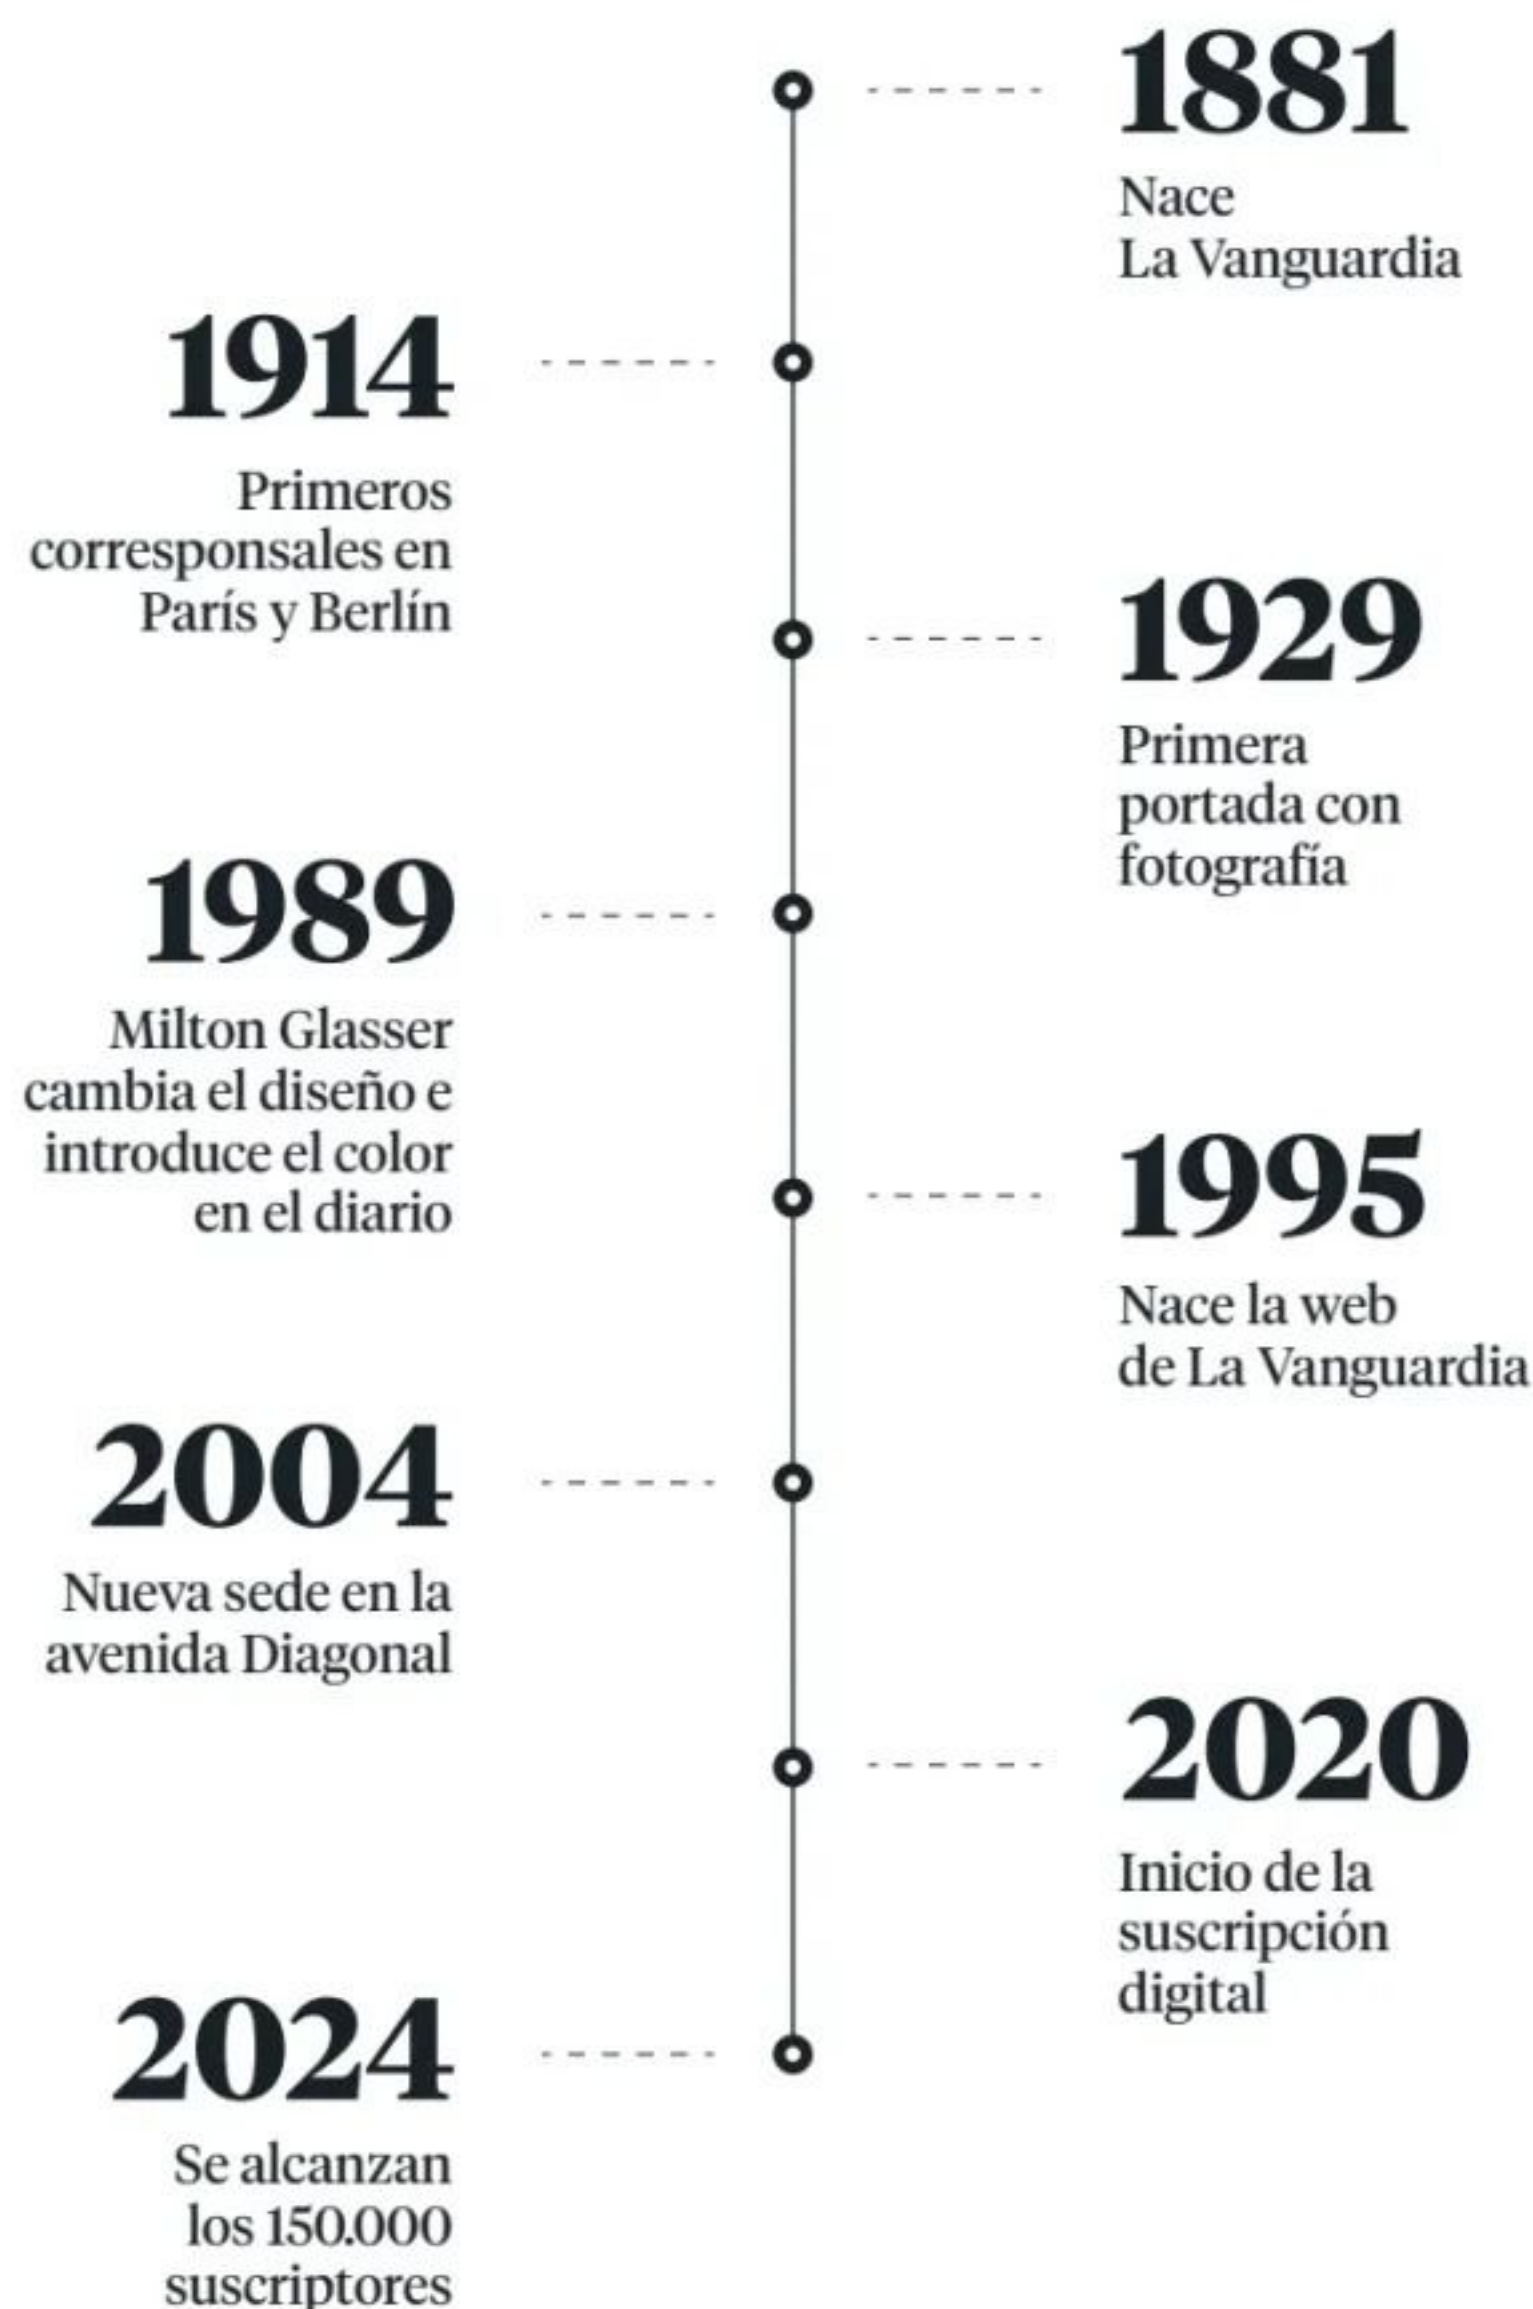 1881
Nace
La Vanguardia
1914
Primeros
corresponsales en
París y Berlín
1929
Primera
portada con
fotografía
1989
Milton Glasser
cambia el diseño e
introduce el color
en el diario
1995
Nace la web
de La Vanguardia
2004
Nueva sede en la
avenida Diagonal
2020
Inicio de la
suscripción
digital
2024
Se alcanzan
los 150.000
suscriptores